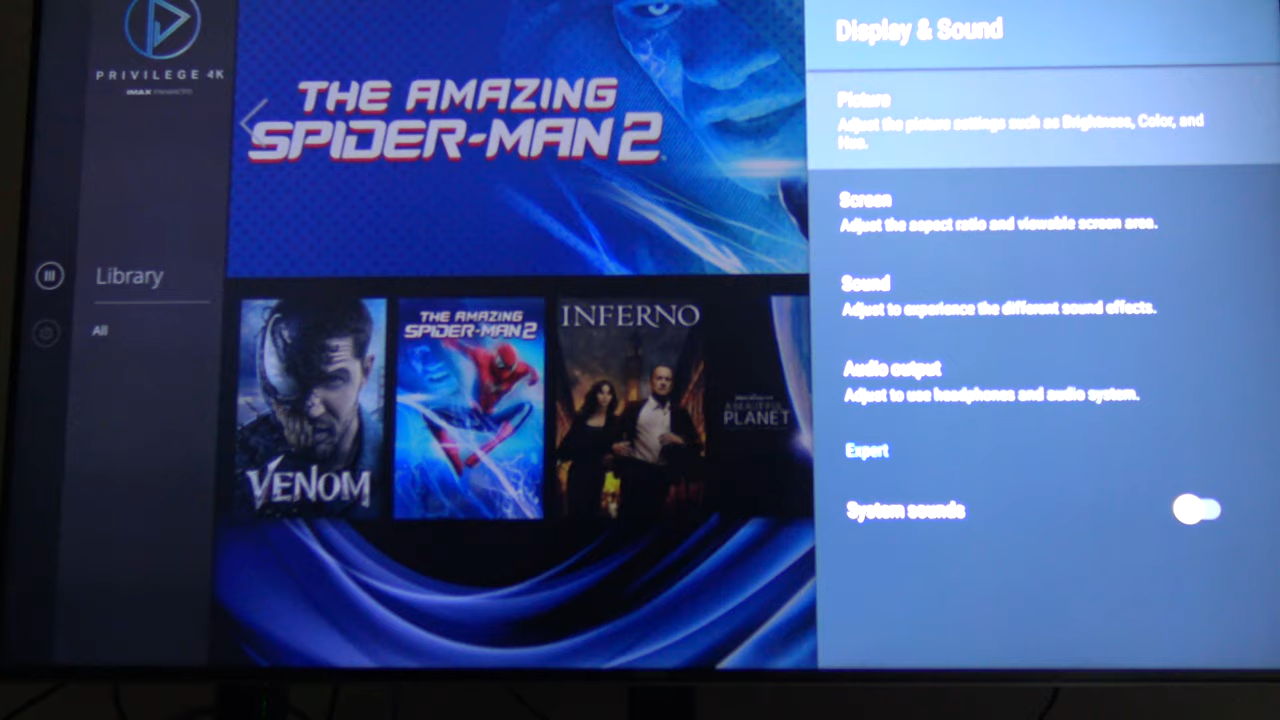 PRIVILEGE 4K
IMAX ENHANCED
Library
All
THE AMAZING
SPIDER-MAN 2
VENOM
THE AMAZING
SPIDER-MAN 2
INFERNO
A BEAUTIFUL
PLANET
Display & Sound
Picture
Adjust the picture settings such as Brightness, Color, and
Hue.
Screen
Adjust the aspect ratio and viewable screen area.
Sound
Adjust to experience the different sound effects.
Audio output
Adjust to use headphones and audio system.
Expert
System sounds